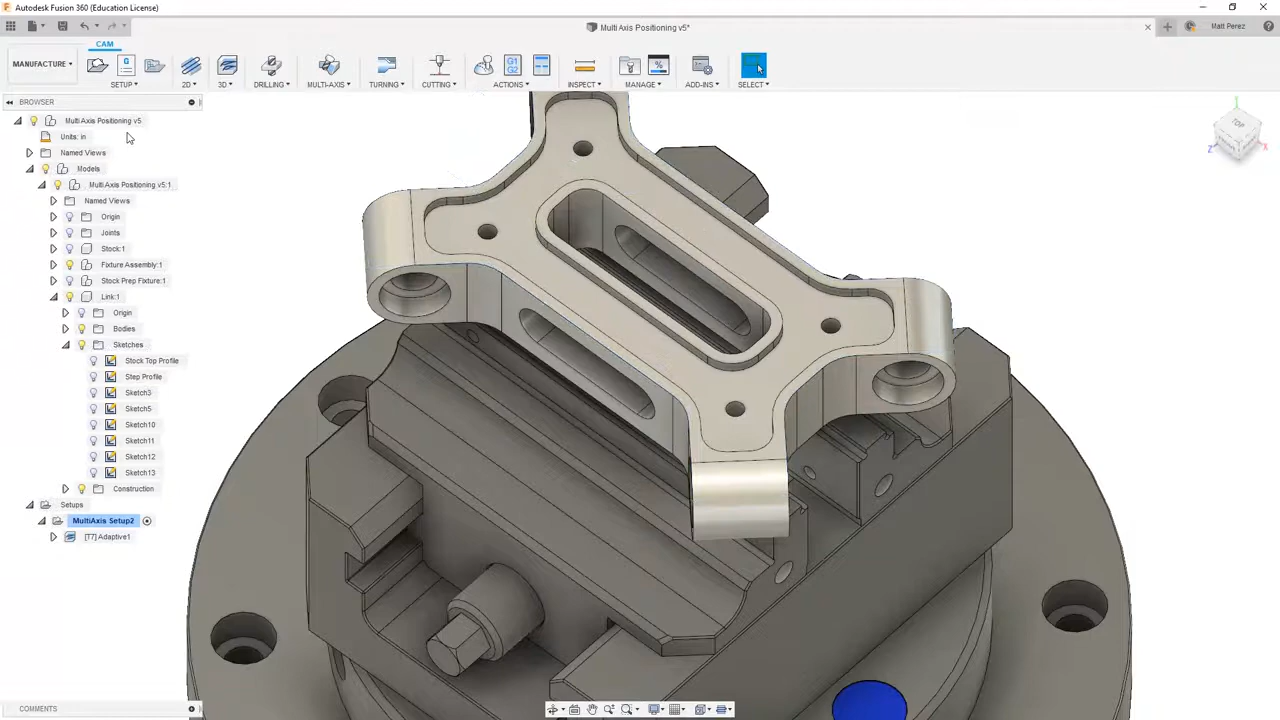 Autodesk Fusion 360 (Education License)
Multi Axis Positioning v5*
Matt Perez
CAM
MANUFACTURE
SETUP
2D
3D
DRILLING
MULTI-AXIS
TURNING
CUTTING
G1
G2
ACTIONS
INSPECT
MANAGE
ADD-INS
SELECT
BROWSER
Multi Axis Positioning v5
Units: in
Named Views
Models
Multi Axis Positioning v5:1
Named Views
Origin
Joints
Stock:1
Fixture Assembly:1
Stock Prep Fixture:1
Link:1
Origin
Bodies
Sketches
Stock Top Profile
Step Profile
Sketch3
Sketch5
Sketch10
Sketch11
Sketch12
Sketch13
Construction
Setups
MultiAxis Setup2
[T7] Adaptive1
TOP
Y
Z
X
COMMENTS